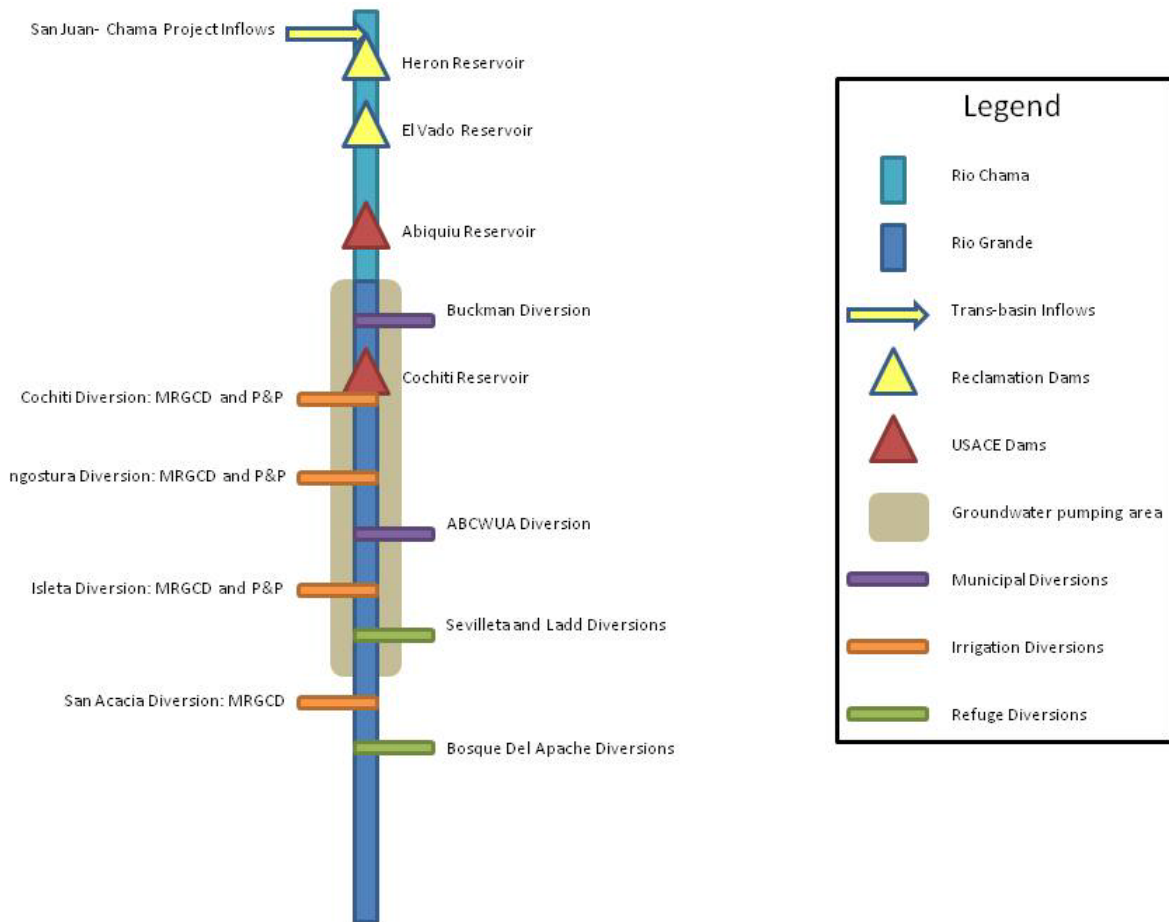 San Juan- Chama Project Inflows
Heron Reservoir
El Vado Reservoir
Abiquiu Reservoir
Buckman Diversion
Cochiti Reservoir
Cochiti Diversion: MRGCD and P&P
ngostura Diversion: MRGCD and P&P
ABCWUA Diversion
Isleta Diversion: MRGCD and P&P
Sevilleta and Ladd Diversions
San Acacia Diversion: MRGCD
Bosque Del Apache Diversions
Legend
Rio Chama
Rio Grande
Trans-basin Inflows
Reclamation Dams
USACE Dams
Groundwater pumping area
Municipal Diversions
Irrigation Diversions
Refuge Diversions